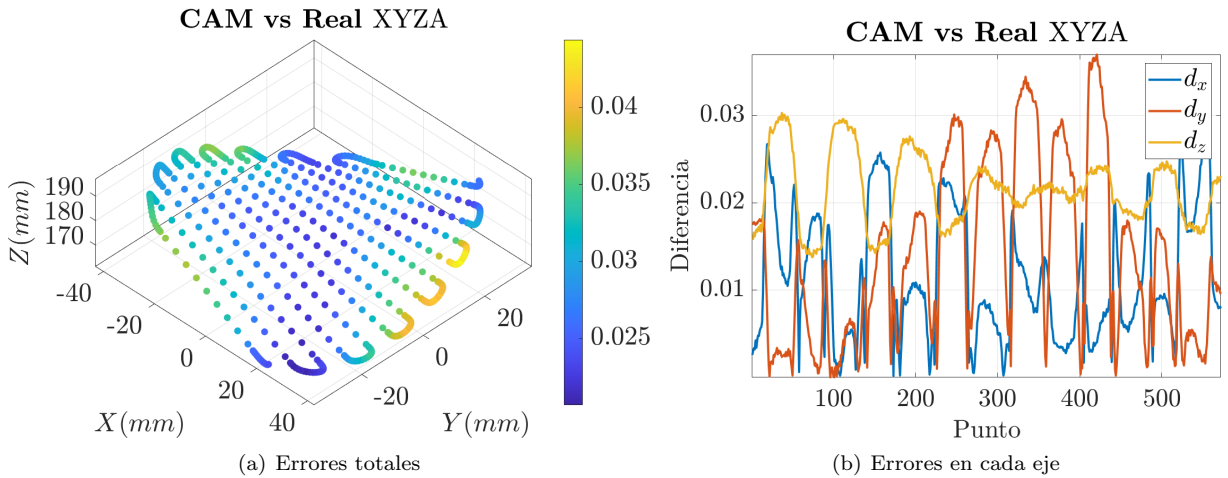 CAM vs Real XYZA
0.04
0.035
0.03
0.025
190
180
170
Z(mm)
-40
-20
0
20
40
X(mm)
-20
0
20
Y(mm)
(a) Errores totales
CAM vs Real XYZA
d_x
d_y
d_z
0.03
0.02
0.01
Diferencia
100
200
300
400
500
Punto
(b) Errores en cada eje